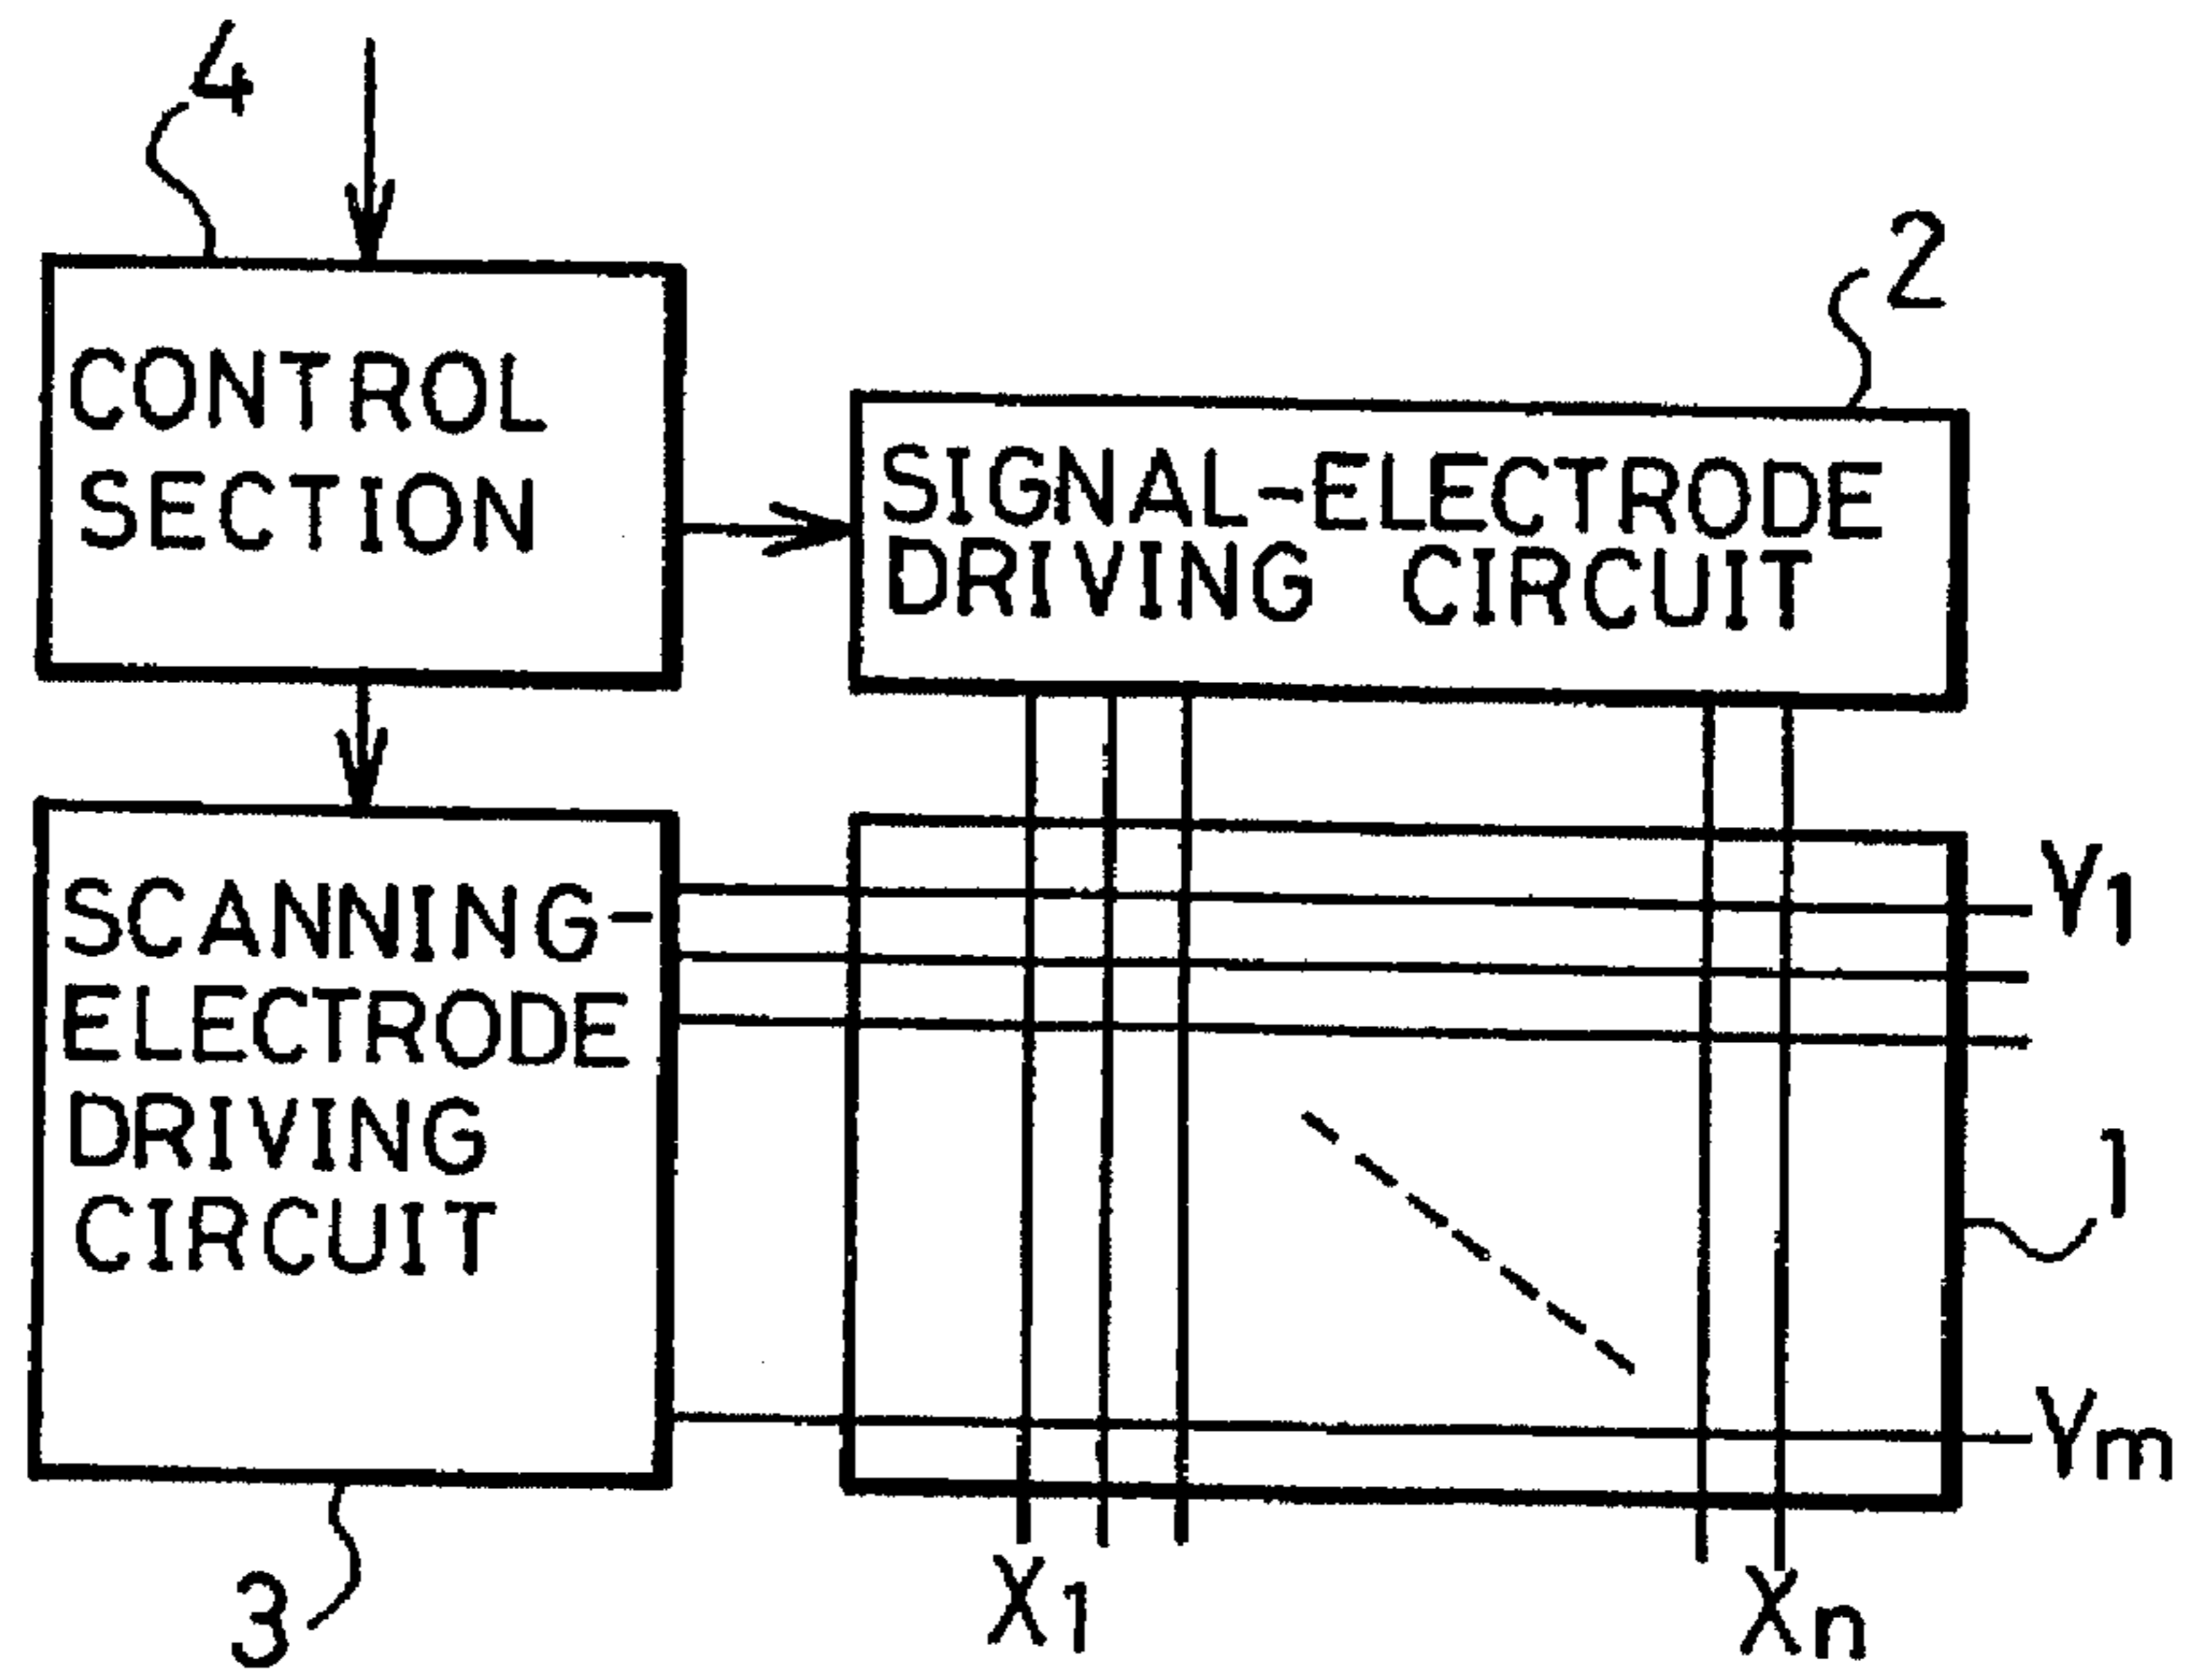 4
CONTROL
SECTION
2
SIGNAL-ELECTRODE
DRIVING CIRCUIT
SCANNING-
ELECTRODE
DRIVING
CIRCUIT
Y1
1
Ym
3
X1
Xn